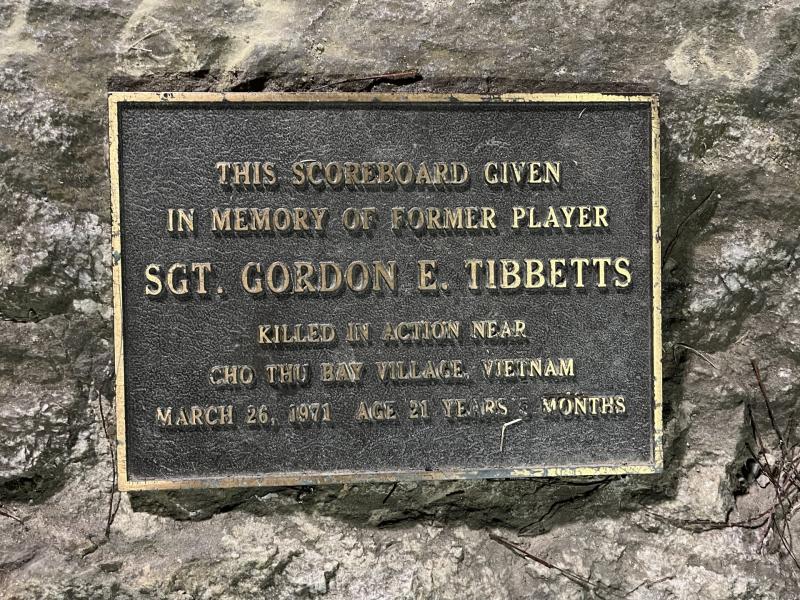 THIS SCOREBOARD GIVEN
IN MEMORY OF FORMER PLAYER
SGT. GORDON E. TIBBETTS
KILLED IN ACTION NEAR
CHO THU BAY VILLAGE, VIETNAM
MARCH 26, 1971 AGE 21 YEARS MONTHS